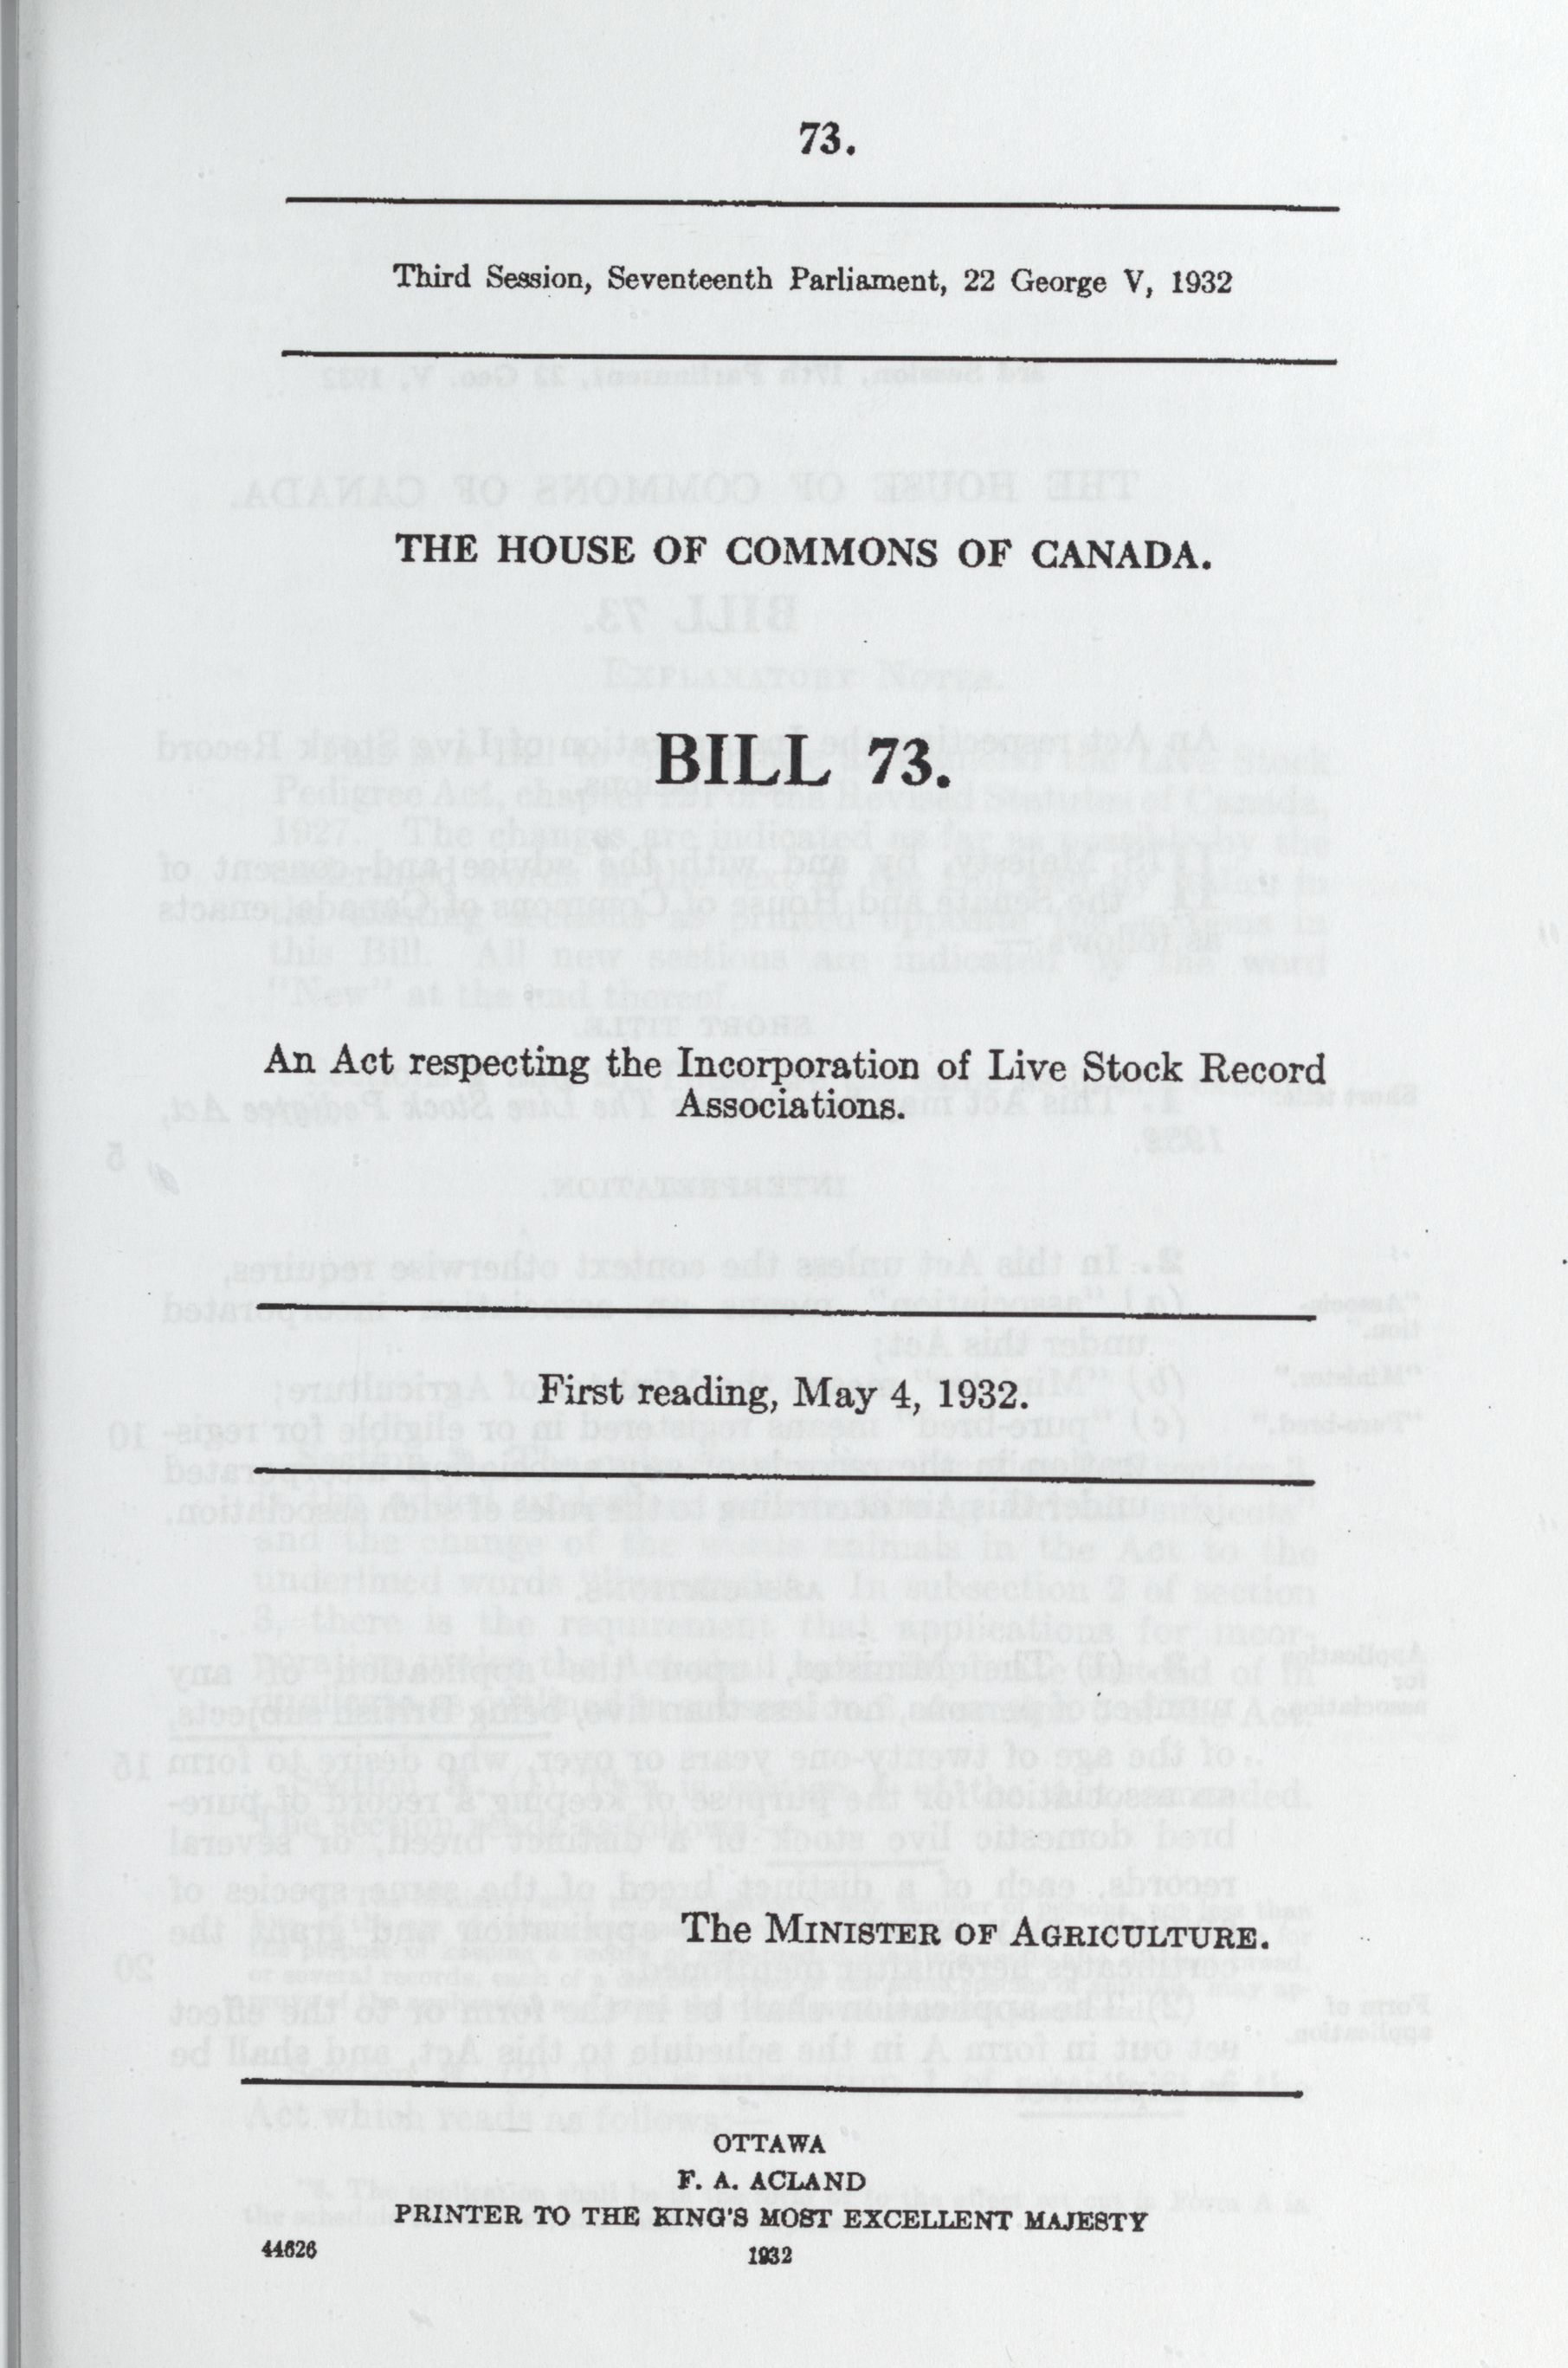 73.
Third Session, Seventeenth Parliament, 22 George V, 1932
THE HOUSE OF COMMONS OF CANADA.
BILL 73.
An Act respecting the Incorporation of Live Stock Record
Associations.
First reading, May 4, 1932.
The MINISTER OF AGRICULTURE.
OTTAWA
F. A. ACLAND
PRINTER TO THE KING'S MOST EXCELLENT MAJESTY
44626
1932